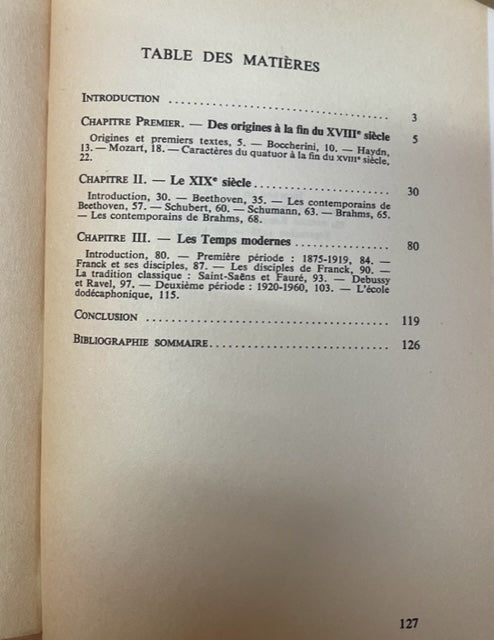 TABLE DES MATIÈRES
INTRODUCTION .................................... 3
CHAPITRE PREMIER. — Des origines à la fin du XVIIIe siècle 5
Origines et premiers textes, 5. — Boccherini, 10. — Haydn,
13. — Mozart, 18. — Caractères du quatuor à la fin du XVIIIe siècle,
22.
CHAPITRE II. — Le XIXe siècle ...................... 30
Introduction, 30. — Beethoven, 35. — Les contemporains de
Beethoven, 57. — Schubert, 60. — Schumann, 63. — Brahms, 65.
— Les contemporains de Brahms, 68.
CHAPITRE III. — Les Temps modernes ................ 80
Introduction, 80. — Première période : 1875-1919, 84. —
Franck et ses disciples, 87. — Les disciples de Franck, 90. —
La tradition classique : Saint-Saëns et Fauré, 93. — Debussy
et Ravel, 97. — Deuxième période : 1920-1960, 103. — L'école
dodécaphonique, 115.
CONCLUSION ...................................... 119
BIBLIOGRAPHIE SOMMAIRE............................ 126
127